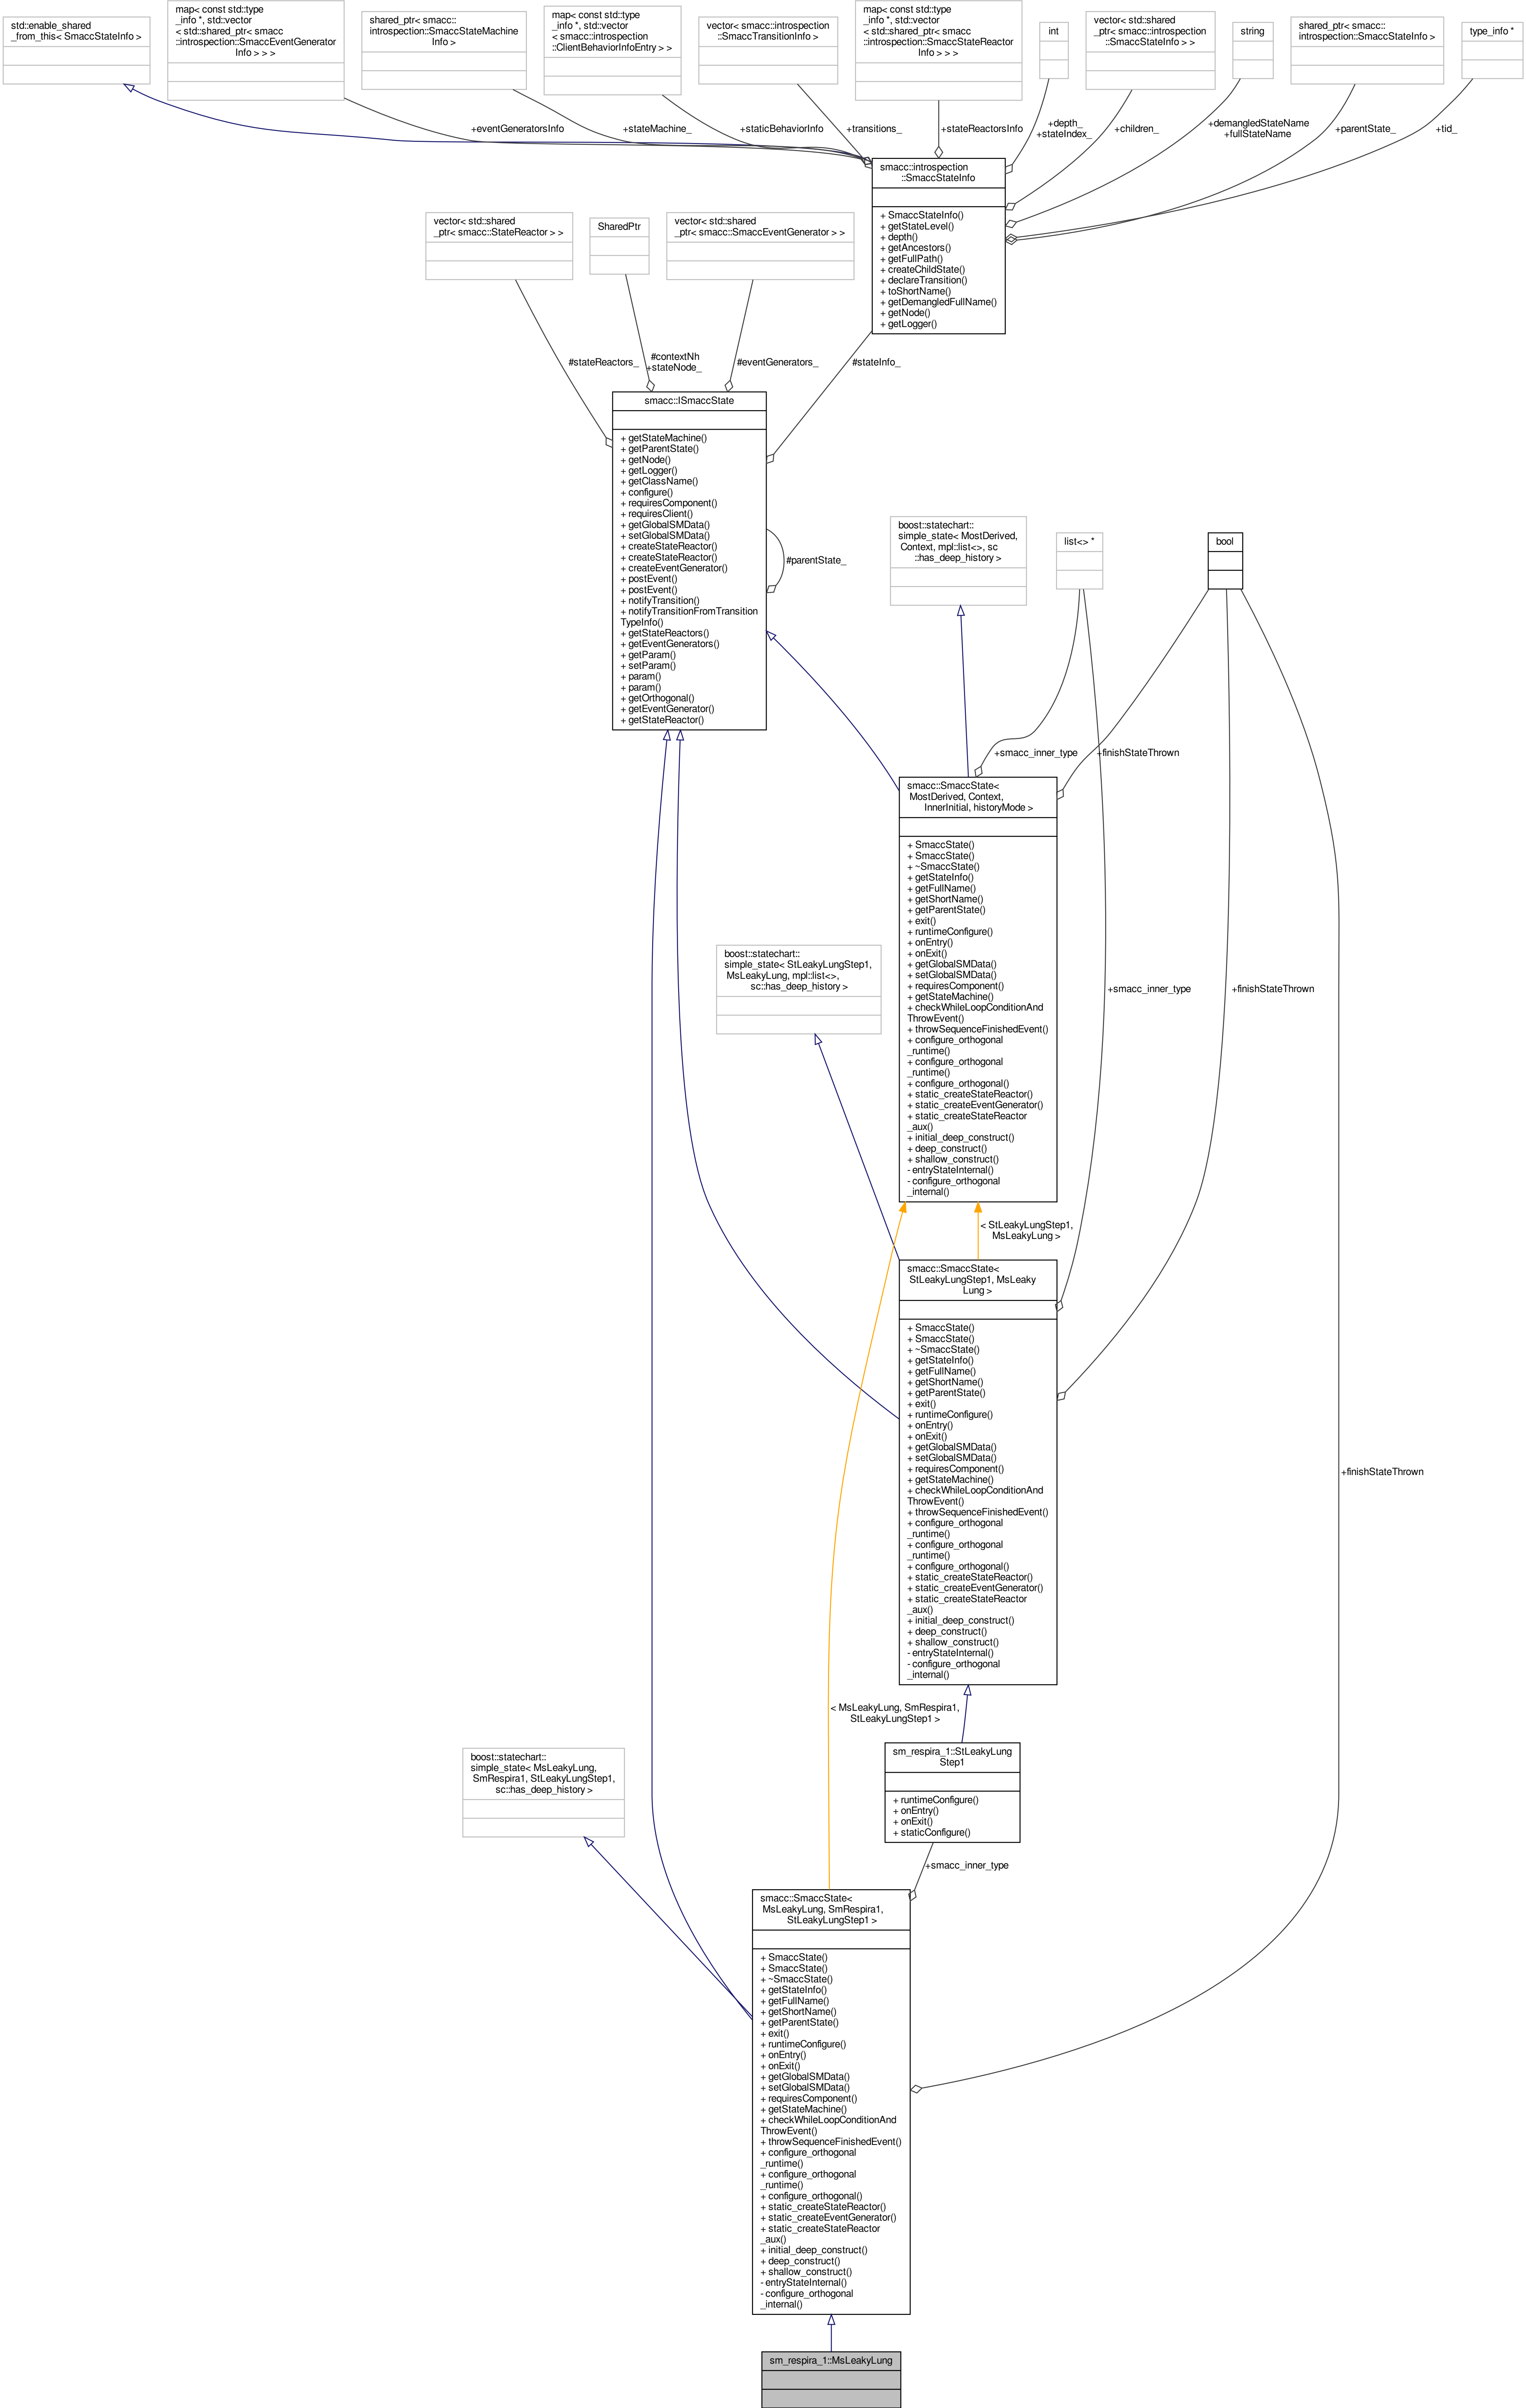 std::enable_shared
_from_this< SmaccStateInfo >
map< const std::type
_info *, std::vector
< std::shared_ptr< smacc
::introspection::SmaccEventGenerator
Info > > >
shared_ptr< smacc::
introspection::SmaccStateMachine
Info >
map< const std::type
_info *, std::vector
< smacc::introspection
::ClientBehaviorInfoEntry > >
vector< smacc::introspection
::SmaccTransitionInfo >
map< const std::type
_info *, std::vector
< std::shared_ptr< smacc
::introspection::SmaccStateReactor
Info > > >
int
vector< std::shared
_ptr< smacc::introspection
::SmaccStateInfo > >
string
shared_ptr< smacc::
introspection::SmaccStateInfo >
type_info *
+eventGeneratorsInfo
+stateMachine_
+staticBehaviorInfo
+transitions_
+stateReactorsInfo
+depth_
+stateIndex_
+children_
+demangledStateName
+fullStateName
+parentState_
+tid_
smacc::introspection
::SmaccStateInfo
+ SmaccStateInfo()
+ getStateLevel()
+ depth()
+ getAncestors()
+ getFullPath()
+ createChildState()
+ declareTransition()
+ toShortName()
+ getDemangledFullName()
+ getNode()
+ getLogger()
vector< std::shared
_ptr< smacc::StateReactor > >
SharedPtr
vector< std::shared
_ptr< smacc::SmaccEventGenerator > >
#stateReactors_
#contextNh
+stateNode_
#eventGenerators_
#stateInfo_
smacc::ISmaccState
+ getStateMachine()
+ getParentState()
+ getNode()
+ getLogger()
+ getClassName()
+ configure()
+ requiresComponent()
+ requiresClient()
+ getGlobalSMData()
+ setGlobalSMData()
+ createStateReactor()
+ createStateReactor()
+ createEventGenerator()
+ postEvent()
+ postEvent()
+ notifyTransition()
+ notifyTransitionFromTransition
TypeInfo()
+ getStateReactors()
+ getEventGenerators()
+ getParam()
+ setParam()
+ param()
+ param()
+ getOrthogonal()
+ getEventGenerator()
+ getStateReactor()
#parentState_
boost::statechart::
simple_state< MostDerived,
Context, mpl::list<>, sc
::has_deep_history >
list<> *
bool
+smacc_inner_type
+finishStateThrown
smacc::SmaccState<
MostDerived, Context,
InnerInitial, historyMode >
+ SmaccState()
+ SmaccState()
+ ~SmaccState()
+ getStateInfo()
+ getFullName()
+ getShortName()
+ getParentState()
+ exit()
+ runtimeConfigure()
+ onEntry()
+ onExit()
+ getGlobalSMData()
+ setGlobalSMData()
+ requiresComponent()
+ getStateMachine()
+ checkWhileLoopConditionAnd
ThrowEvent()
+ throwSequenceFinishedEvent()
+ configure_orthogonal
_runtime()
+ configure_orthogonal
_runtime()
+ configure_orthogonal()
+ static_createStateReactor()
+ static_createEventGenerator()
+ static_createStateReactor
_aux()
+ initial_deep_construct()
+ deep_construct()
+ shallow_construct()
- entryStateInternal()
- configure_orthogonal
_internal()
boost::statechart::
simple_state< StLeakyLungStep1,
MsLeakyLung, mpl::list<>,
sc::has_deep_history >
+smacc_inner_type
+finishStateThrown
< StLeakyLungStep1,
MsLeakyLung >
smacc::SmaccState<
StLeakyLungStep1, MsLeaky
Lung >
+ SmaccState()
+ SmaccState()
+ ~SmaccState()
+ getStateInfo()
+ getFullName()
+ getShortName()
+ getParentState()
+ exit()
+ runtimeConfigure()
+ onEntry()
+ onExit()
+ getGlobalSMData()
+ setGlobalSMData()
+ requiresComponent()
+ getStateMachine()
+ checkWhileLoopConditionAnd
ThrowEvent()
+ throwSequenceFinishedEvent()
+ configure_orthogonal
_runtime()
+ configure_orthogonal
_runtime()
+ configure_orthogonal()
+ static_createStateReactor()
+ static_createEventGenerator()
+ static_createStateReactor
_aux()
+ initial_deep_construct()
+ deep_construct()
+ shallow_construct()
- entryStateInternal()
- configure_orthogonal
_internal()
+finishStateThrown
< MsLeakyLung, SmRespira1,
StLeakyLungStep1 >
boost::statechart::
simple_state< MsLeakyLung,
SmRespira1, StLeakyLungStep1,
sc::has_deep_history >
sm_respira_1::StLeakyLung
Step1
+ runtimeConfigure()
+ onEntry()
+ onExit()
+ staticConfigure()
+smacc_inner_type
smacc::SmaccState<
MsLeakyLung, SmRespira1,
StLeakyLungStep1 >
+ SmaccState()
+ SmaccState()
+ ~SmaccState()
+ getStateInfo()
+ getFullName()
+ getShortName()
+ getParentState()
+ exit()
+ runtimeConfigure()
+ onEntry()
+ onExit()
+ getGlobalSMData()
+ setGlobalSMData()
+ requiresComponent()
+ getStateMachine()
+ checkWhileLoopConditionAnd
ThrowEvent()
+ throwSequenceFinishedEvent()
+ configure_orthogonal
_runtime()
+ configure_orthogonal
_runtime()
+ configure_orthogonal()
+ static_createStateReactor()
+ static_createEventGenerator()
+ static_createStateReactor
_aux()
+ initial_deep_construct()
+ deep_construct()
+ shallow_construct()
- entryStateInternal()
- configure_orthogonal
_internal()
sm_respira_1::MsLeakyLung